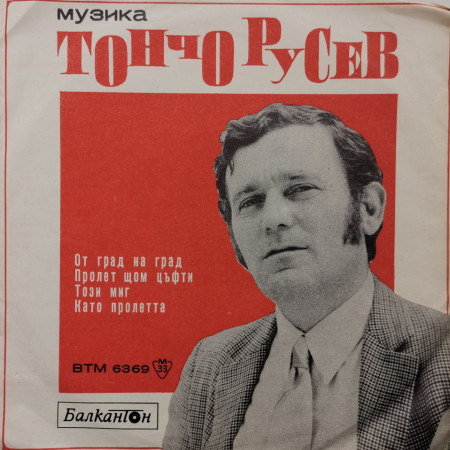 музика
Тончо Русев
От град на град
Пролет щом цъфти
Този миг
Като пролетта
ВТМ 6369 М 33
Балкантон